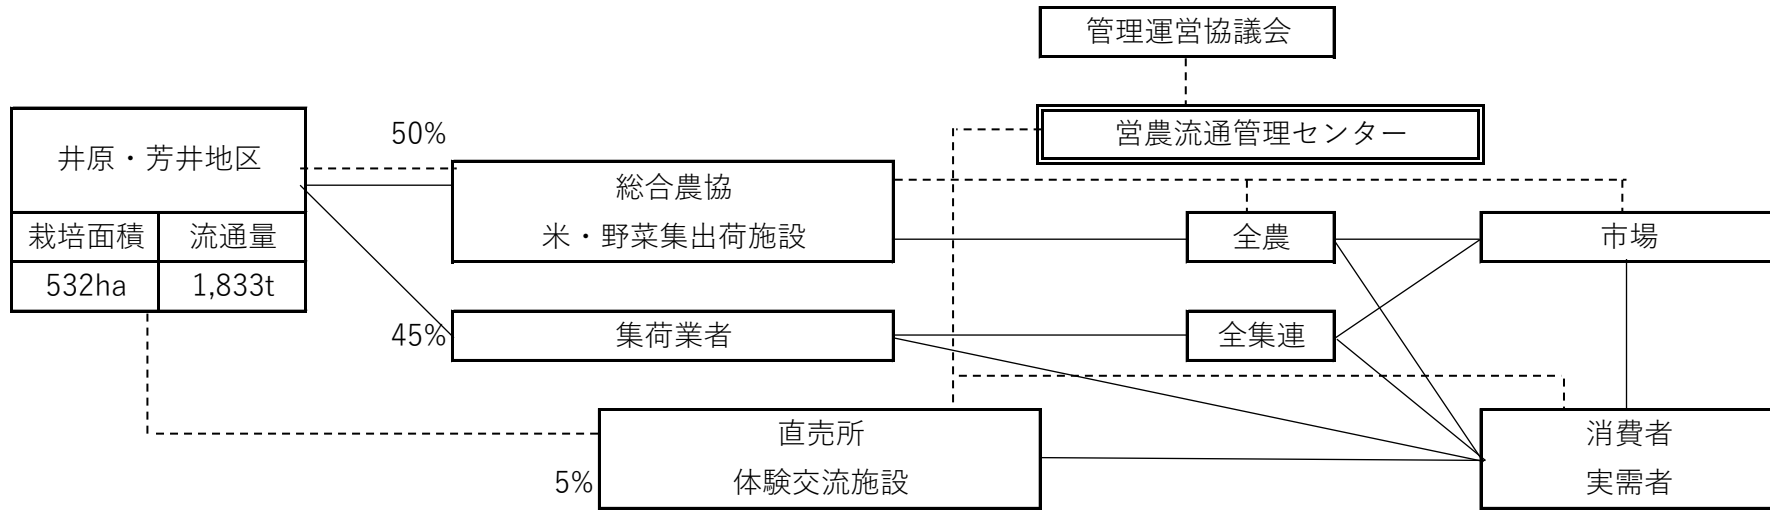 管理運営協議会
営農流通管理センター
50%
井原・芳井地区
総合農協
米・野菜集出荷施設
栽培面積
流通量
全農
市場
532ha
1,833t
45%
集荷業者
全集連
直売所
体験交流施設
5%
消費者
実需者